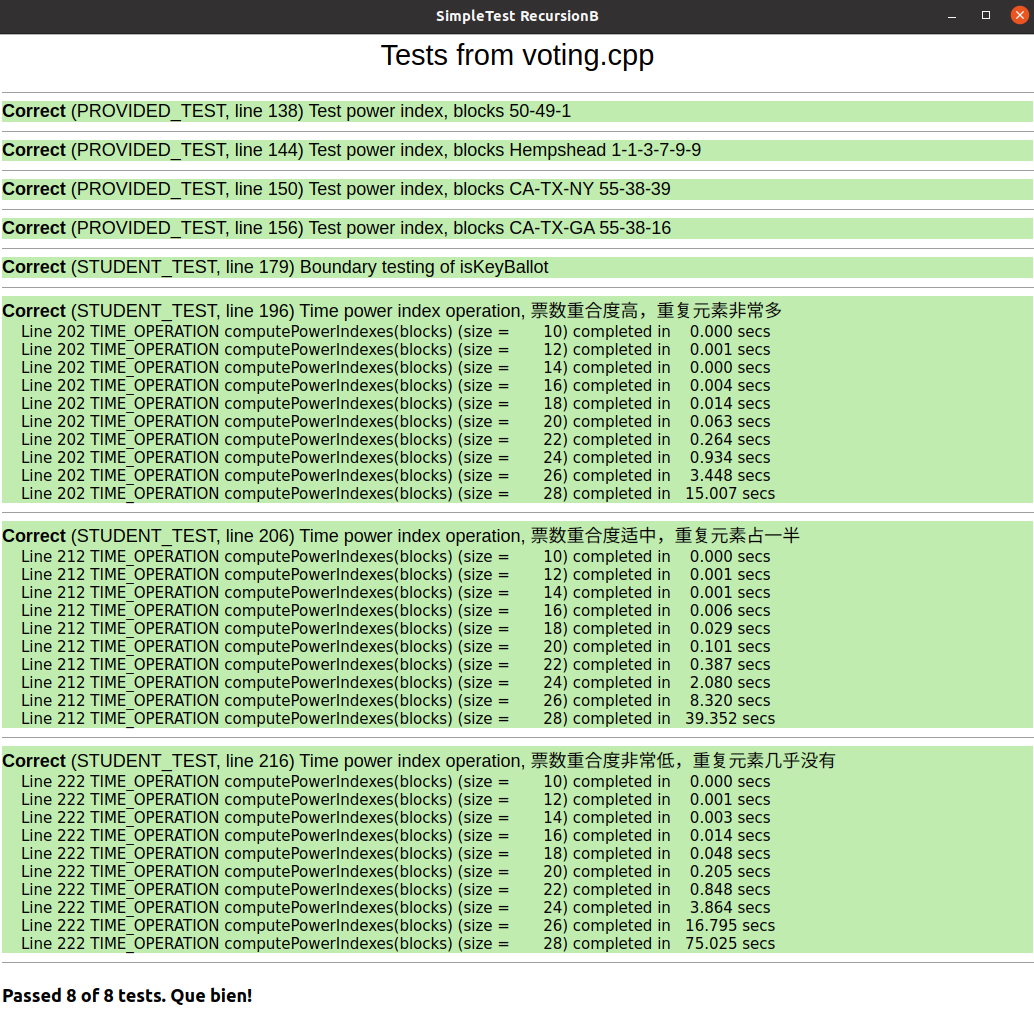 SimpleTest RecursionB
Tests from voting.cpp
Correct (PROVIDED_TEST, line 138) Test power index, blocks 50-49-1
Correct (PROVIDED_TEST, line 144) Test power index, blocks Hempshead 1-1-3-7-9-9
Correct (PROVIDED_TEST, line 150) Test power index, blocks CA-TX-NY 55-38-39
Correct (PROVIDED_TEST, line 156) Test power index, blocks CA-TX-GA 55-38-16
Correct (STUDENT_TEST, line 179) Boundary testing of isKeyBallot
Correct (STUDENT_TEST, line 196) Time power index operation, 票数重合度高，重复元素非常多
Line 202 TIME_OPERATION computePowerIndexes(blocks) (size = 10) completed in 0.000 secs
Line 202 TIME_OPERATION computePowerIndexes(blocks) (size = 12) completed in 0.001 secs
Line 202 TIME_OPERATION computePowerIndexes(blocks) (size = 14) completed in 0.000 secs
Line 202 TIME_OPERATION computePowerIndexes(blocks) (size = 16) completed in 0.004 secs
Line 202 TIME_OPERATION computePowerIndexes(blocks) (size = 18) completed in 0.014 secs
Line 202 TIME_OPERATION computePowerIndexes(blocks) (size = 20) completed in 0.063 secs
Line 202 TIME_OPERATION computePowerIndexes(blocks) (size = 22) completed in 0.264 secs
Line 202 TIME_OPERATION computePowerIndexes(blocks) (size = 24) completed in 0.934 secs
Line 202 TIME_OPERATION computePowerIndexes(blocks) (size = 26) completed in 3.448 secs
Line 202 TIME_OPERATION computePowerIndexes(blocks) (size = 28) completed in 15.007 secs
Correct (STUDENT_TEST, line 206) Time power index operation, 票数重合度适中，重复元素占一半
Line 212 TIME_OPERATION computePowerIndexes(blocks) (size = 10) completed in 0.000 secs
Line 212 TIME_OPERATION computePowerIndexes(blocks) (size = 12) completed in 0.001 secs
Line 212 TIME_OPERATION computePowerIndexes(blocks) (size = 14) completed in 0.001 secs
Line 212 TIME_OPERATION computePowerIndexes(blocks) (size = 16) completed in 0.006 secs
Line 212 TIME_OPERATION computePowerIndexes(blocks) (size = 18) completed in 0.029 secs
Line 212 TIME_OPERATION computePowerIndexes(blocks) (size = 20) completed in 0.101 secs
Line 212 TIME_OPERATION computePowerIndexes(blocks) (size = 22) completed in 0.387 secs
Line 212 TIME_OPERATION computePowerIndexes(blocks) (size = 24) completed in 2.080 secs
Line 212 TIME_OPERATION computePowerIndexes(blocks) (size = 26) completed in 8.320 secs
Line 212 TIME_OPERATION computePowerIndexes(blocks) (size = 28) completed in 39.352 secs
Correct (STUDENT_TEST, line 216) Time power index operation, 票数重合度非常低，重复元素几乎没有
Line 222 TIME_OPERATION computePowerIndexes(blocks) (size = 10) completed in 0.000 secs
Line 222 TIME_OPERATION computePowerIndexes(blocks) (size = 12) completed in 0.001 secs
Line 222 TIME_OPERATION computePowerIndexes(blocks) (size = 14) completed in 0.003 secs
Line 222 TIME_OPERATION computePowerIndexes(blocks) (size = 16) completed in 0.014 secs
Line 222 TIME_OPERATION computePowerIndexes(blocks) (size = 18) completed in 0.048 secs
Line 222 TIME_OPERATION computePowerIndexes(blocks) (size = 20) completed in 0.205 secs
Line 222 TIME_OPERATION computePowerIndexes(blocks) (size = 22) completed in 0.848 secs
Line 222 TIME_OPERATION computePowerIndexes(blocks) (size = 24) completed in 3.864 secs
Line 222 TIME_OPERATION computePowerIndexes(blocks) (size = 26) completed in 16.795 secs
Line 222 TIME_OPERATION computePowerIndexes(blocks) (size = 28) completed in 75.025 secs
Passed 8 of 8 tests. Que bien!